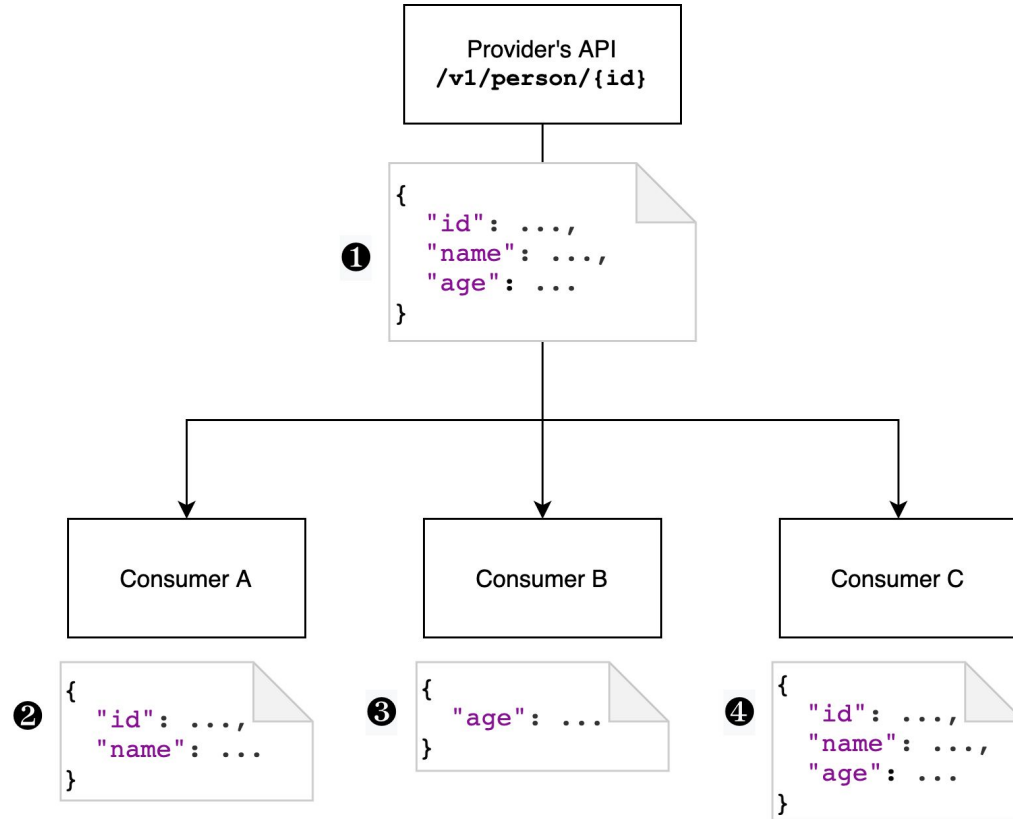 Provider's API
/v1/person/{id}
❶
{
"id": ...,
"name": ...,
"age": ...
}
Consumer A
Consumer B
Consumer C
❷
{
"id": ...,
"name": ...
}
❸
{
"age": ...
}
❹
{
"id": ...,
"name": ...,
"age": ...
}